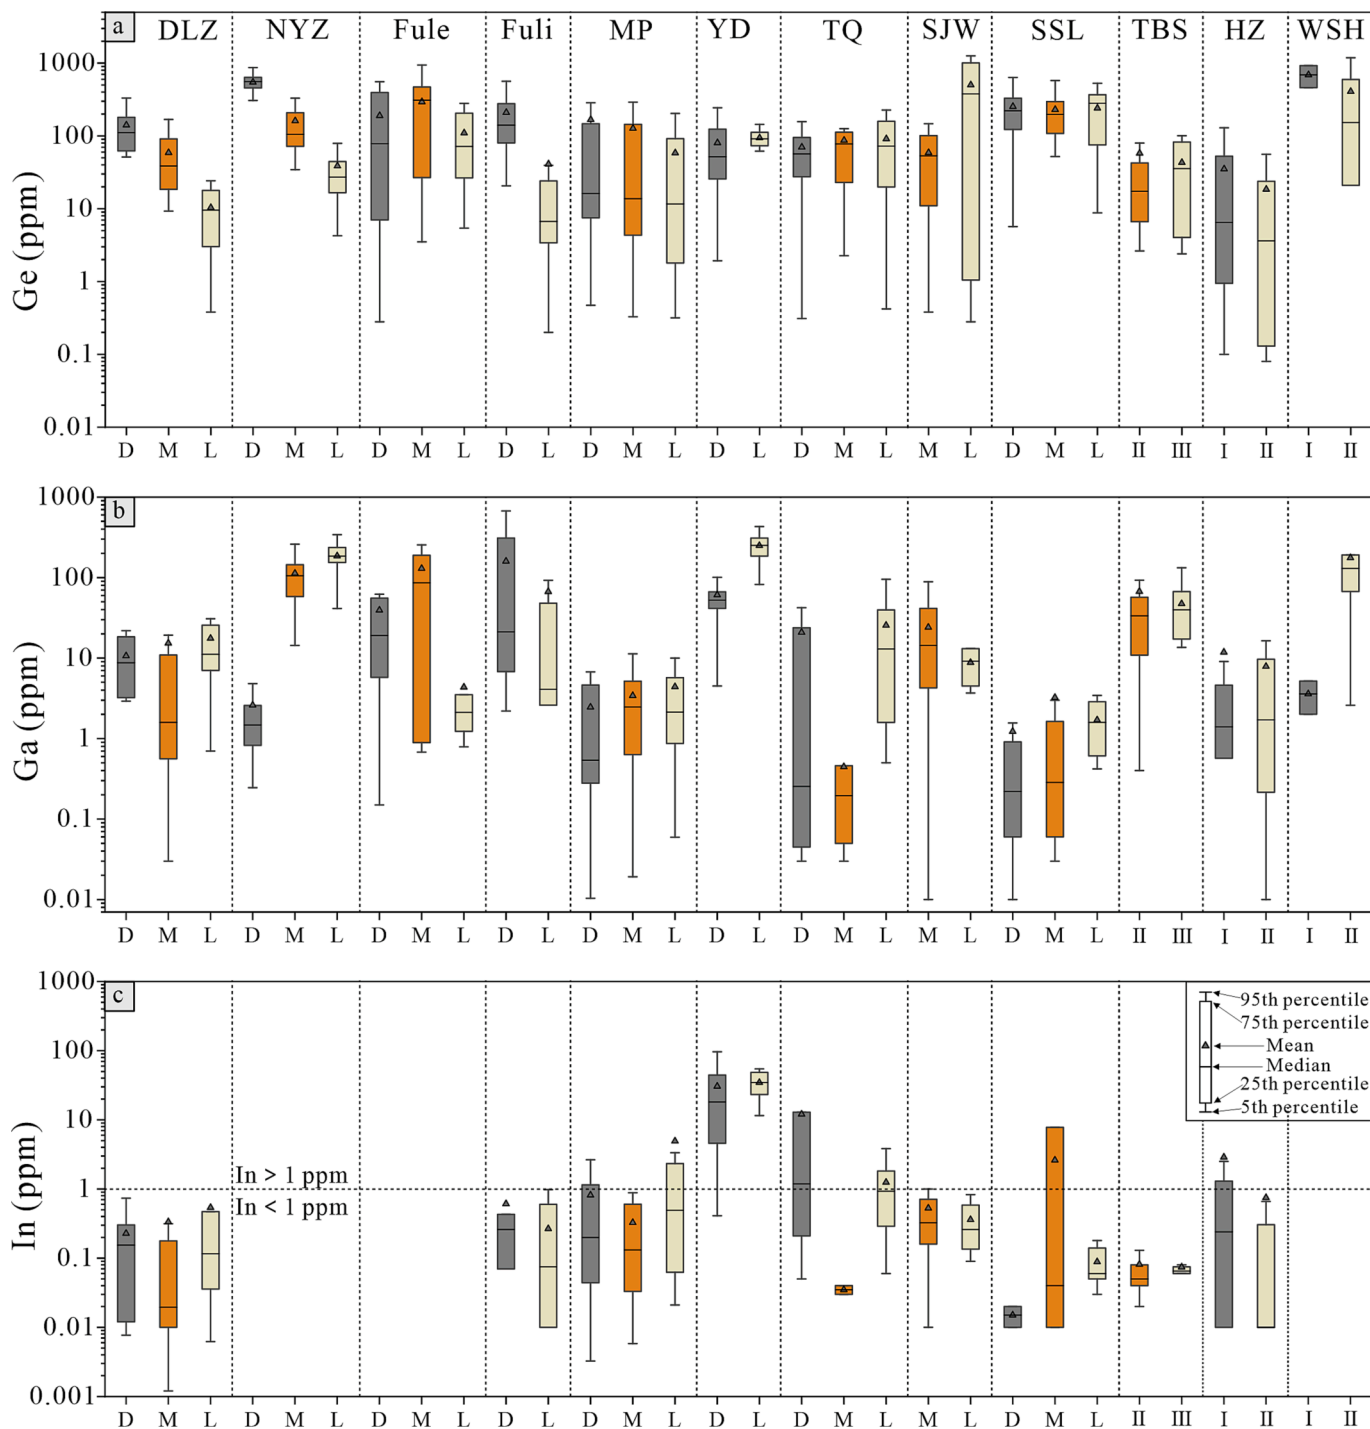 a DLZ NYZ Fule Fuli MP YD TQ SJW SSL TBS HZ WSH
Ge (ppm)
1000
100
10
1
0.1
0.01
D M L D M L D M L D L D M L D L D M L M L D M L II III I II I II
b
Ga (ppm)
1000
100
10
1
0.1
0.01
D M L D M L D M L D L D M L D L D M L M L D M L II III I II I II
c
In (ppm)
1000
100
10
1
0.1
0.01
0.001
In > 1 ppm
In < 1 ppm
95th percentile
75th percentile
Mean
Median
25th percentile
5th percentile
D M L D M L D M L D L D M L D L D M L M L D M L II III I II I II